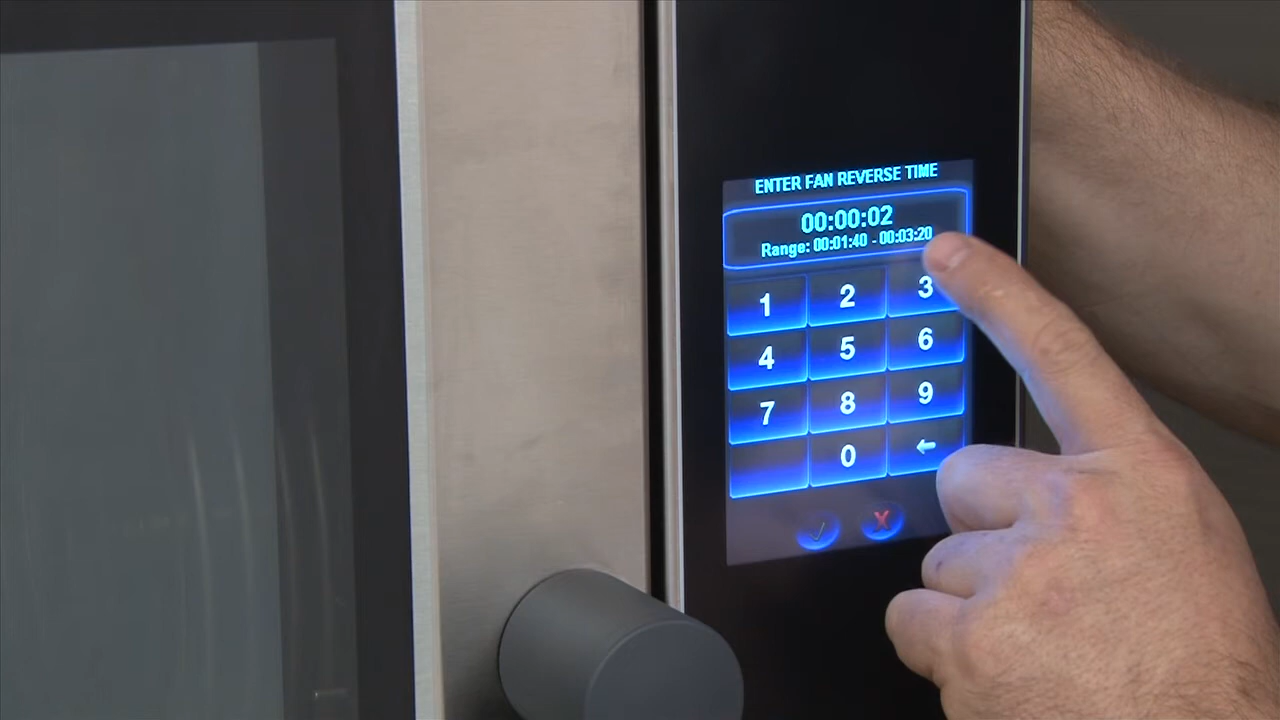 ENTER FAN REVERSE TIME
00:00:02
Range: 00:01:40 - 00:03:20
1 2 3
4 5 6
7 8 9
0 ←
✓ X